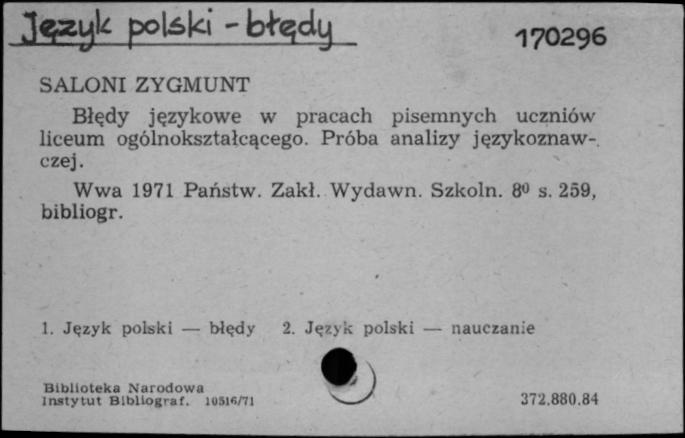 Język polski - błędy
170296
SALONI ZYGMUNT
Błędy językowe w pracach pisemnych uczniów
liceum ogólnokształcącego. Próba analizy językoznaw-
czej.
Wwa 1971 Państw. Zakł. Wydawn. Szkoln. 8⁰ s. 259,
bibliogr.
1. Język polski — błędy 2. Język polski — nauczanie
Biblioteka Narodowa
Instytut Bibliograf. 10516/71
372.880.84